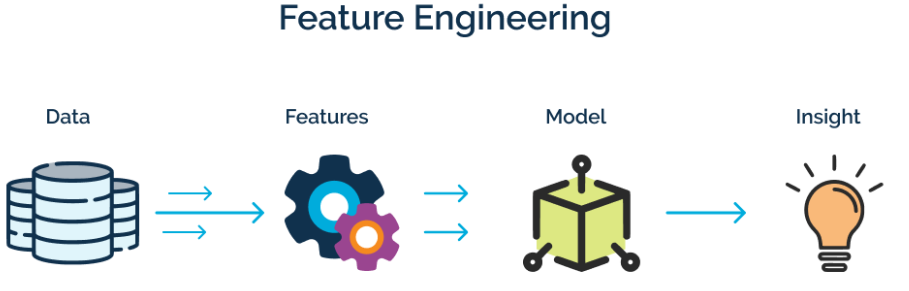 Feature Engineering
Data Features Model Insight